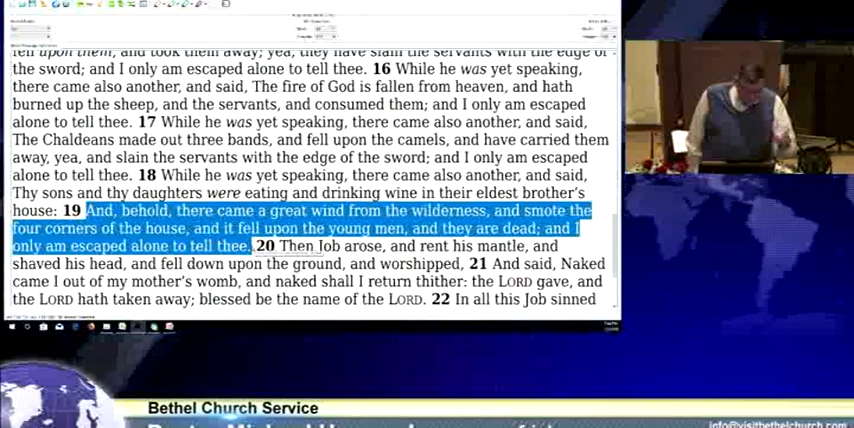 the sword; and I only am escaped alone to tell thee. 16 While he was yet speaking,
there came also another, and said, The fire of God is fallen from heaven, and hath
burned up the sheep, and the servants, and consumed them; and I only am escaped
alone to tell thee. 17 While he was yet speaking, there came also another, and said,
The Chaldeans made out three bands, and fell upon the camels, and have carried them
away, yea, and slain the servants with the edge of the sword; and I only am escaped
alone to tell thee. 18 While he was yet speaking, there came also another, and said,
Thy sons and thy daughters were eating and drinking wine in their eldest brother's
house: 19 And, behold, there came a great wind from the wilderness, and smote the
four corners of the house, and it fell upon the young men, and they are dead; and I
only am escaped alone to tell thee. 20 Then Job arose, and rent his mantle, and
shaved his head, and fell down upon the ground, and worshipped, 21 And said, Naked
came I out of my mother's womb, and naked shall I return thither: the LORD gave, and
the LORD hath taken away; blessed be the name of the LORD. 22 In all this Job sinned
Bethel Church Service
info@visitbethelchurch.com